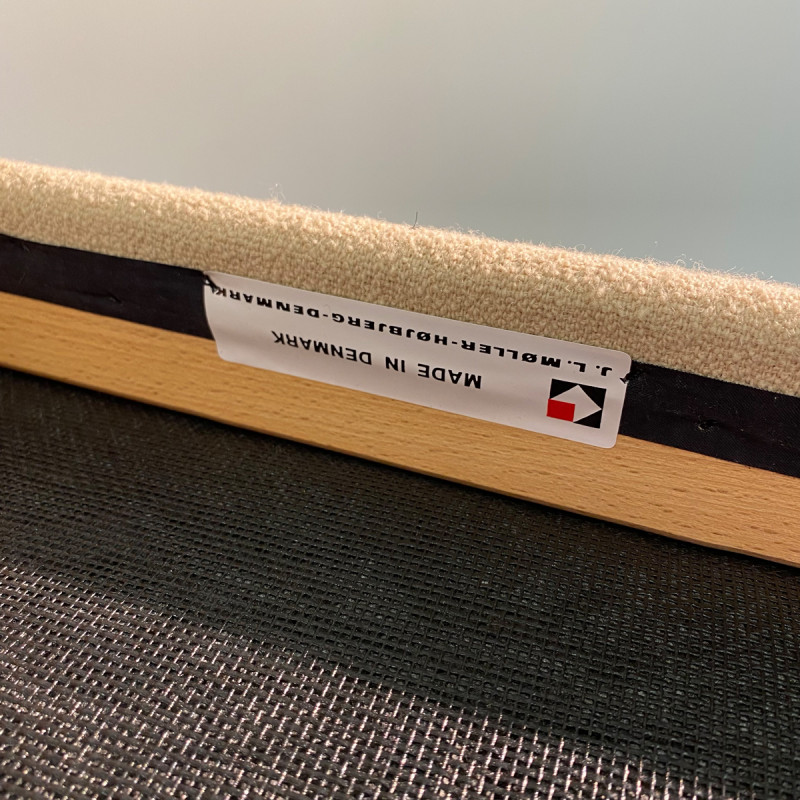 MADE IN DENMARK
J. L. MØLLER-HØJBJERG-DENMARK